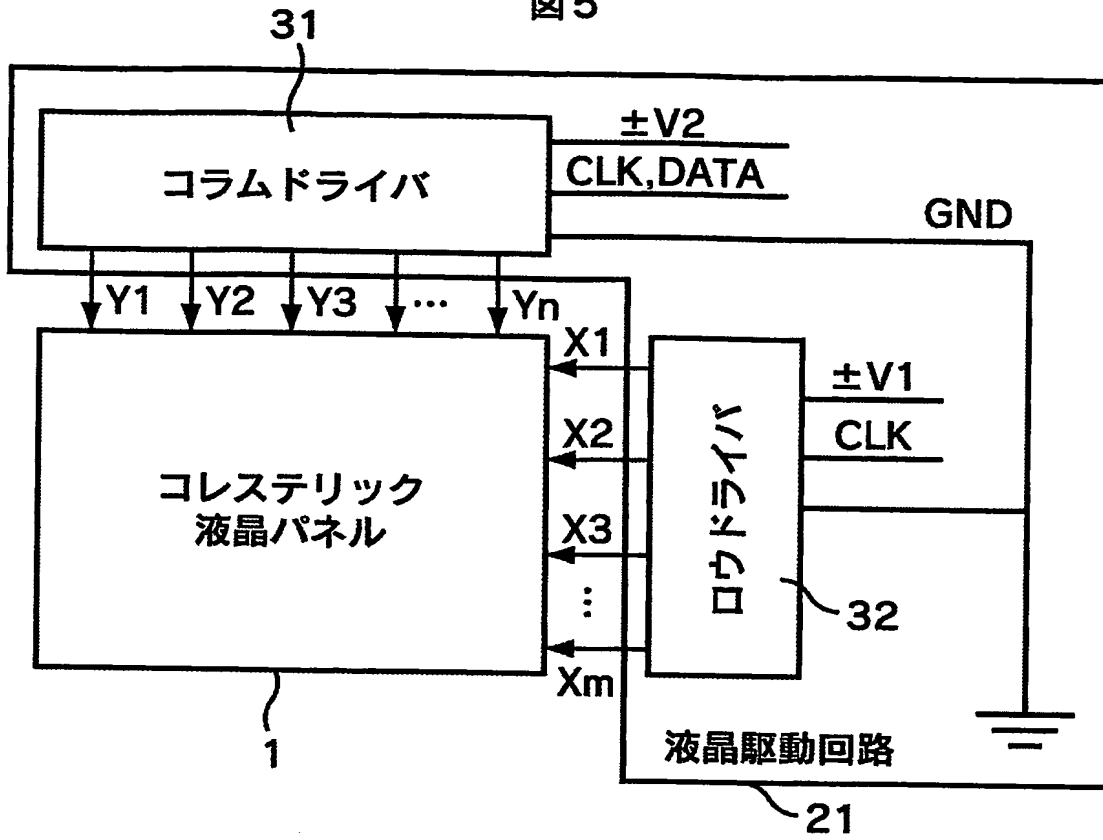 図5
31
±V2
コラムドライバ
CLK,DATA
GND
Y1 Y2 Y3 ... Yn
X1
±V1
X2
CLK
コレステリック
液晶パネル
ロウドライバ
X3
...
32
Xm
1
液晶駆動回路
21